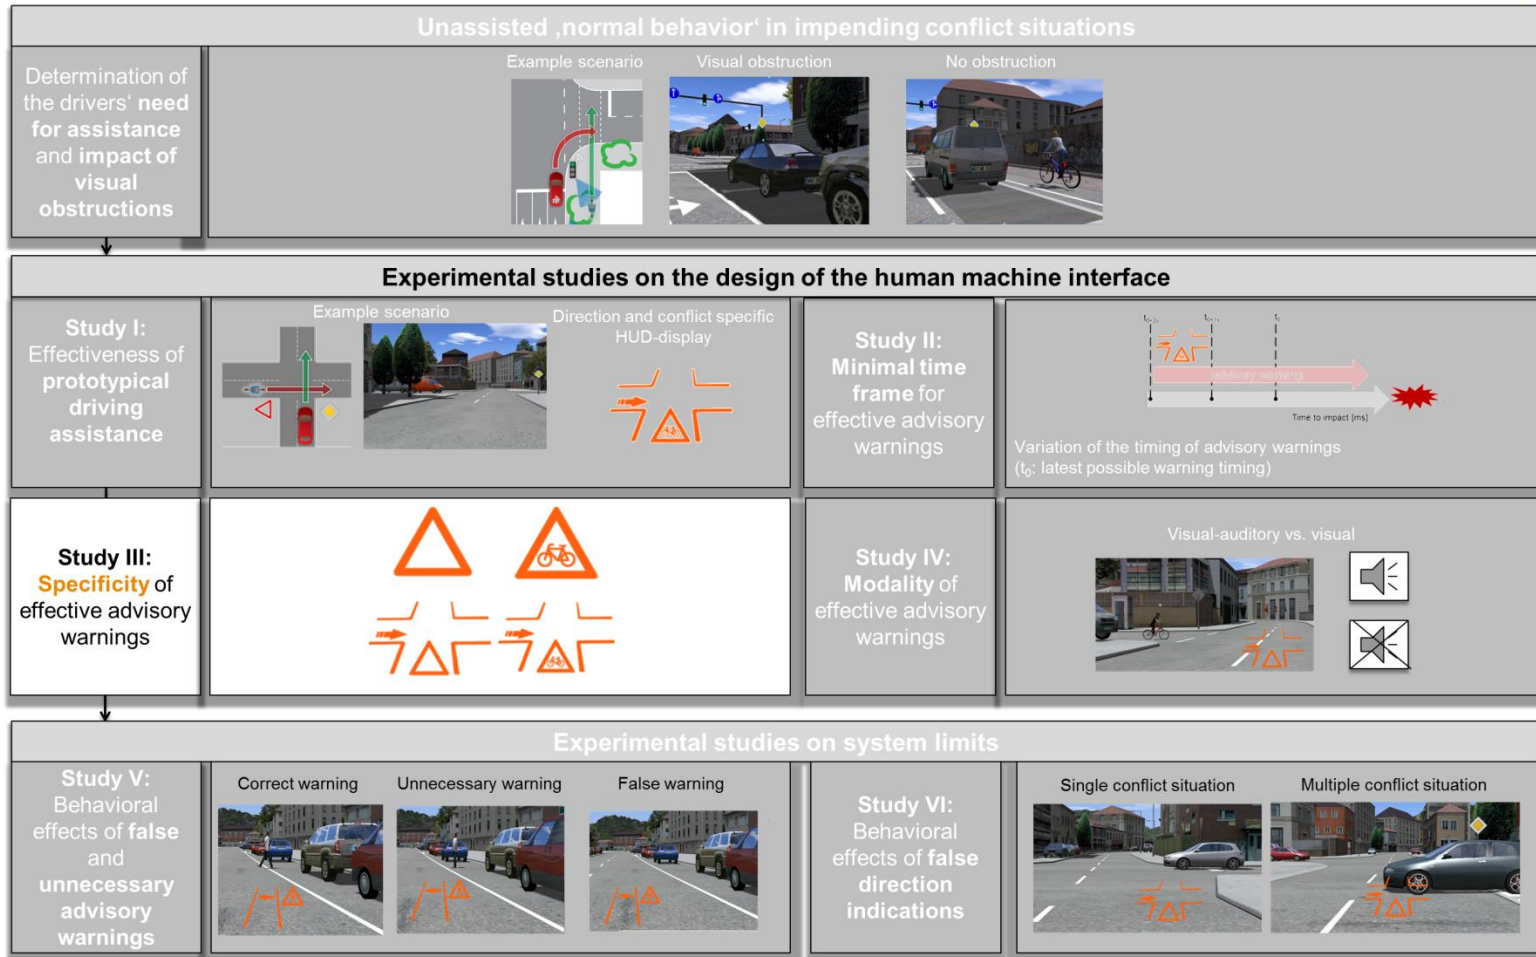 Unassisted ‚normal behavior‘ in impending conflict situations
Determination of
the drivers‘ need
for assistance
and impact of
visual
obstructions
Example scenario
Visual obstruction
No obstruction
Experimental studies on the design of the human machine interface
Study I:
Effectiveness of
prototypical
driving
assistance
Example scenario
Direction and conflict specific
HUD-display
Study II:
Minimal time
frame for
effective advisory
warnings
advisory warning
Time to impact [ms]
Variation of the timing of advisory warnings
(t0: latest possible warning timing)
Study III:
Specificity of
effective advisory
warnings
Study IV:
Modality of
effective advisory
warnings
Visual-auditory vs. visual
Experimental studies on system limits
Study V:
Behavioral
effects of false
and
unnecessary
advisory
warnings
Correct warning
Unnecessary warning
False warning
Study VI:
Behavioral
effects of false
direction
indications
Single conflict situation
Multiple conflict situation